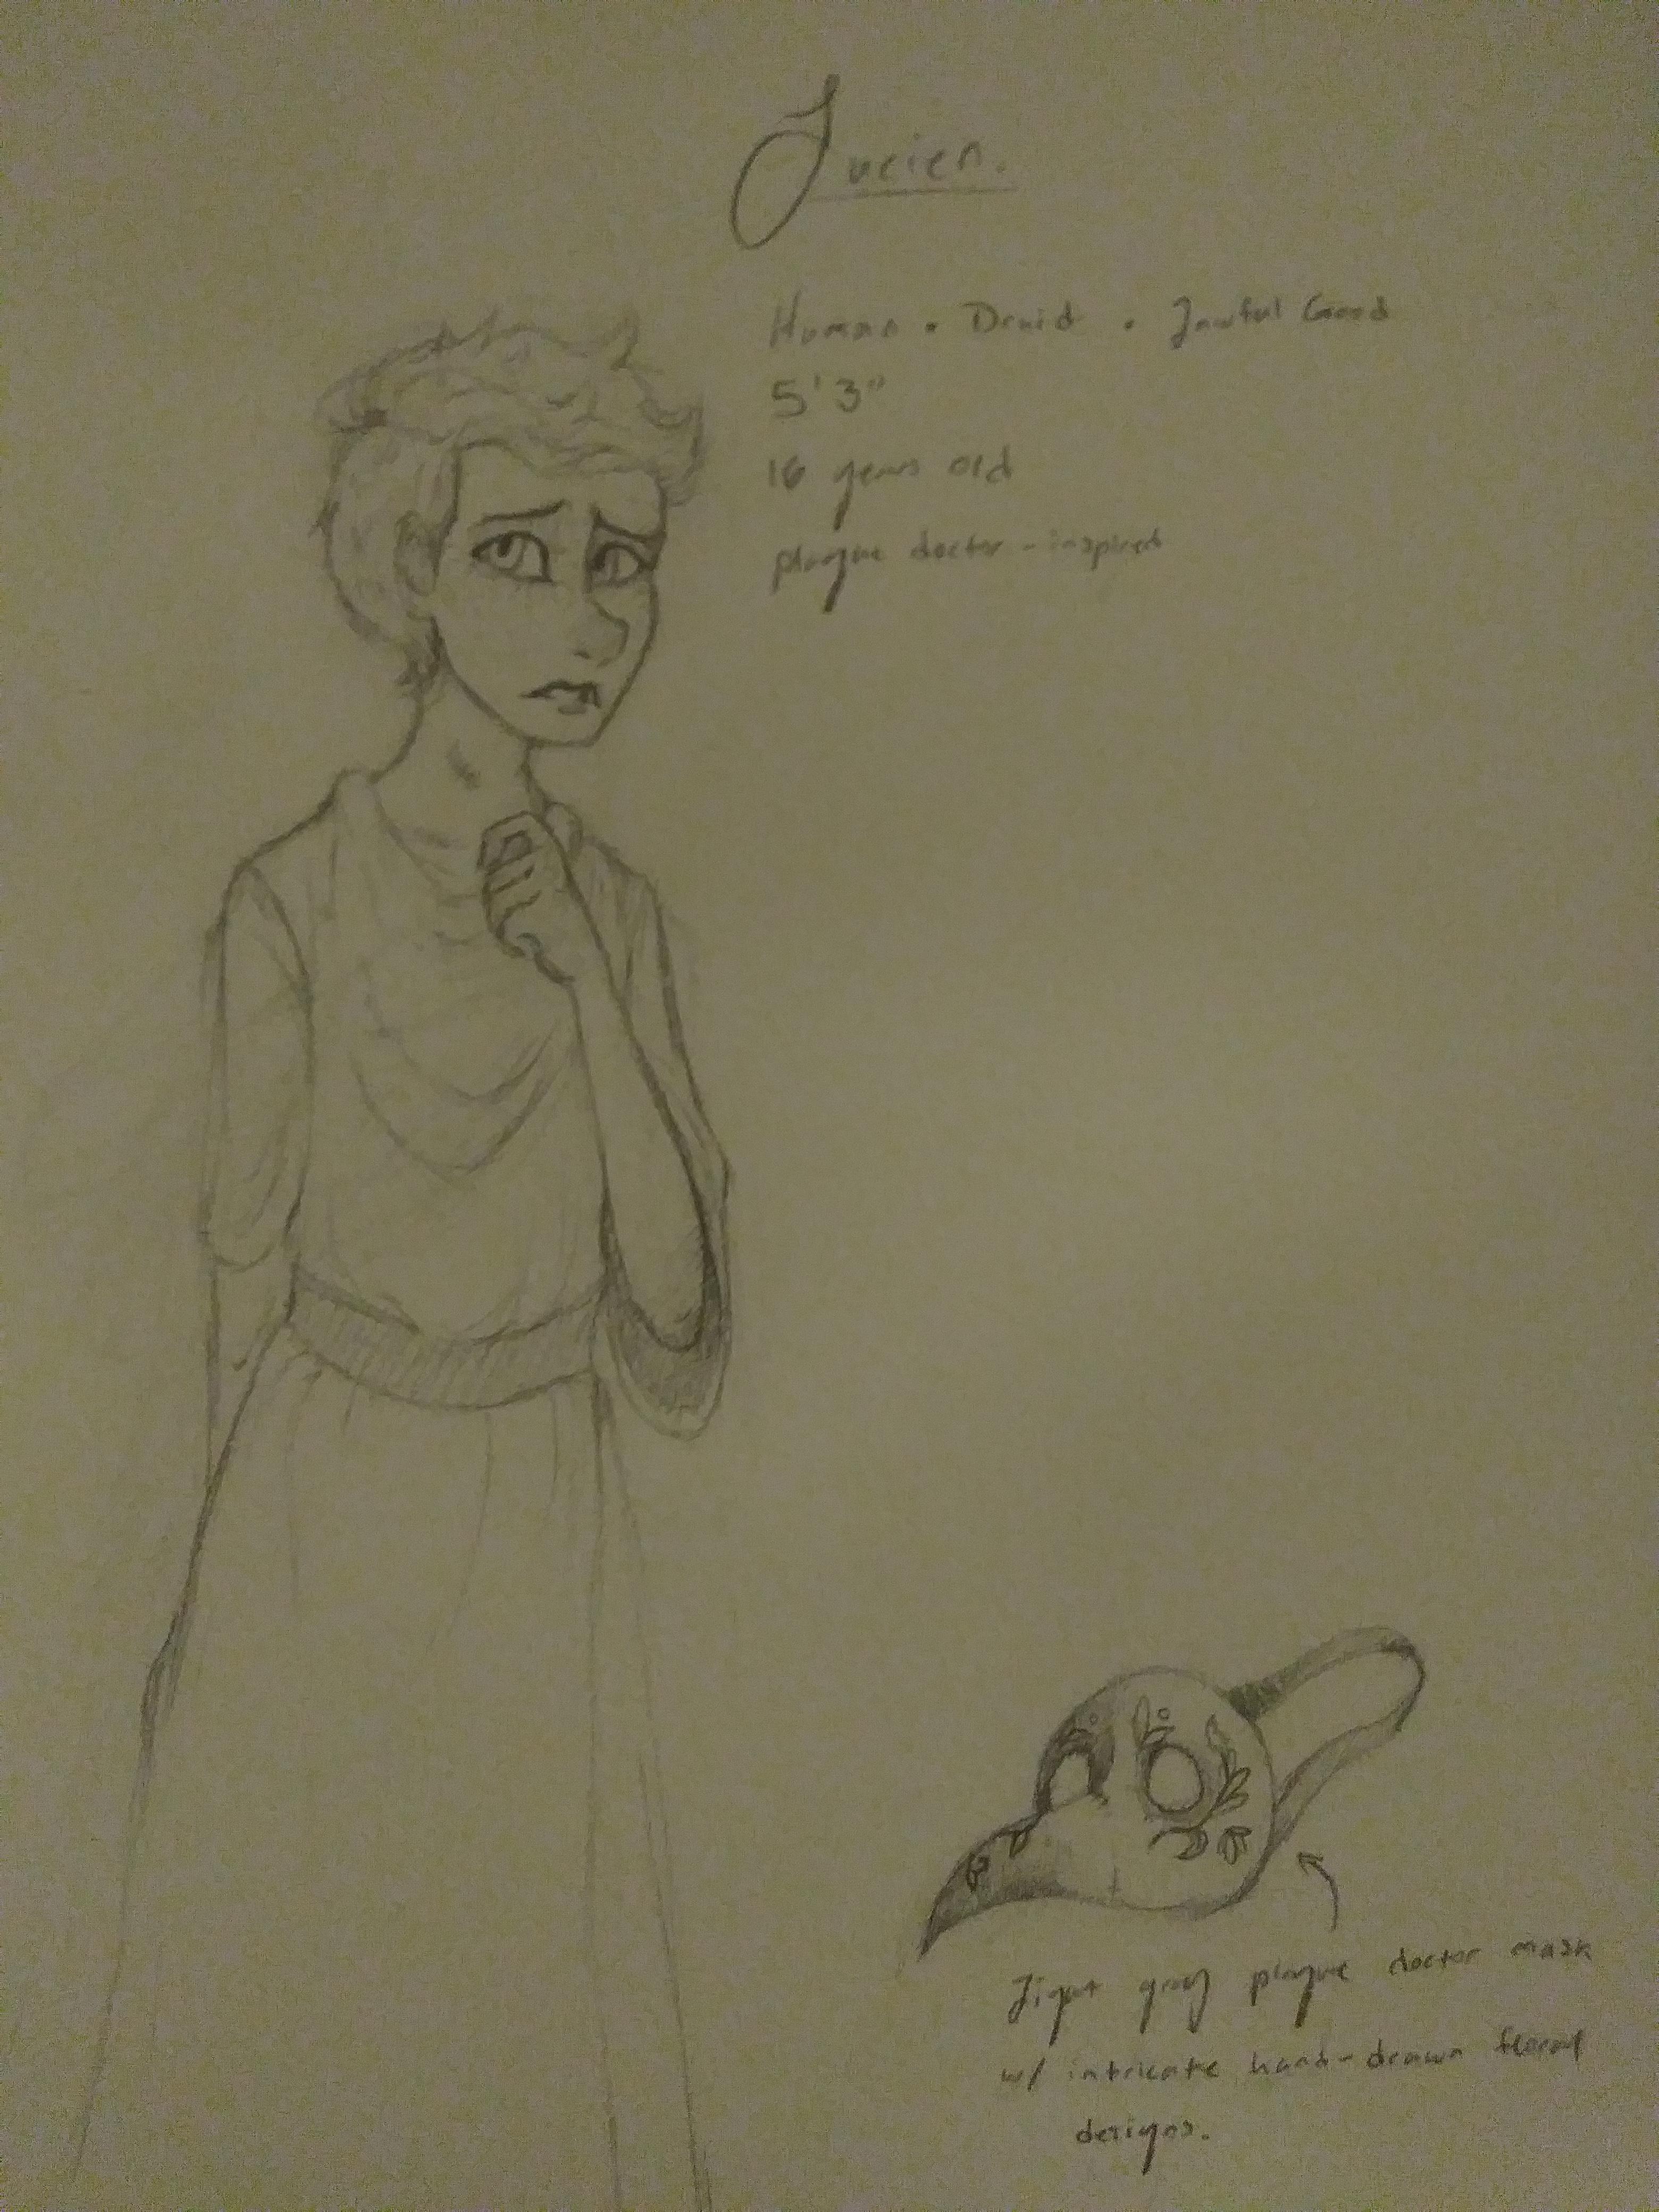 Lucien.
Human • Druid • Lawful Good
5'3"
16 years old
plague doctor-inspired
Light gray plague doctor mask
w/ intricate hand-drawn floral
designs.